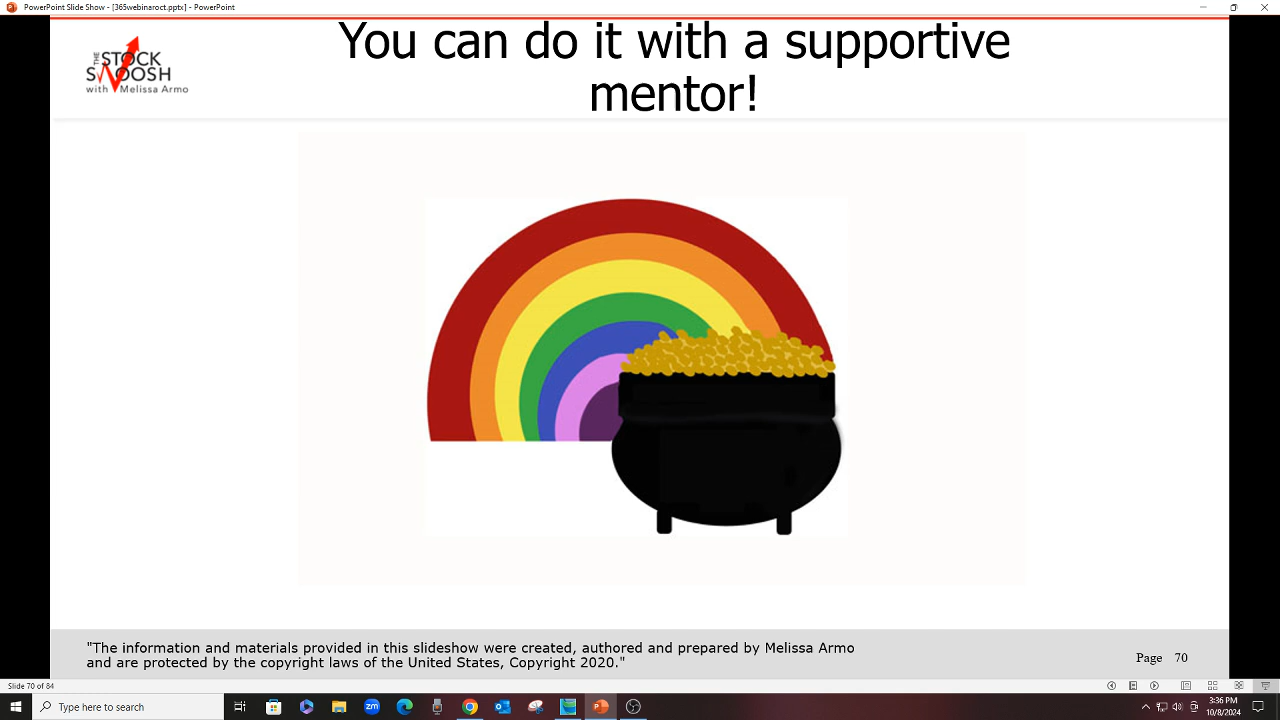 PowerPoint Slide Show - [365webinaroct.pptx] - PowerPoint
You can do it with a supportive
mentor!
THE
STOCK
SWOOSH
with Melissa Armo
"The information and materials provided in this slideshow were created, authored and prepared by Melissa Armo
and are protected by the copyright laws of the United States, Copyright 2020."
Page 70
Slide 70 of 84
Type here to search
zm
3:36 PM
10/8/2024